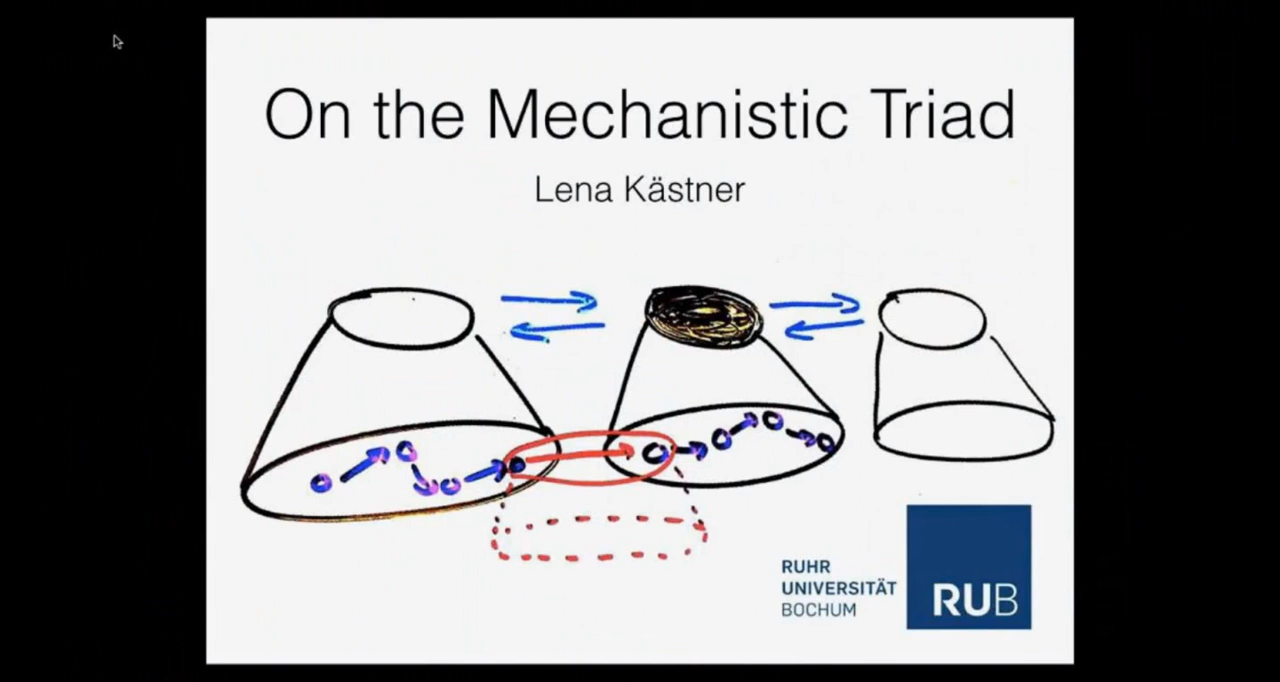 On the Mechanistic Triad
Lena Kästner
RUHR
UNIVERSITÄT
BOCHUM
RUB